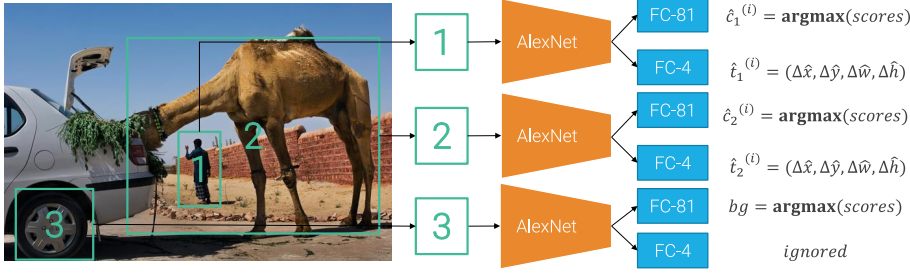 1 AlexNet FC-81 ĉ₁⁽ⁱ⁾ = argmax(scores)
FC-4 t̂₁⁽ⁱ⁾ = (Δx̂, Δŷ, Δŵ, Δĥ)
2 AlexNet FC-81 ĉ₂⁽ⁱ⁾ = argmax(scores)
FC-4 t̂₂⁽ⁱ⁾ = (Δx̂, Δŷ, Δŵ, Δĥ)
3 AlexNet FC-81 bg = argmax(scores)
FC-4 ignored
2
1
3